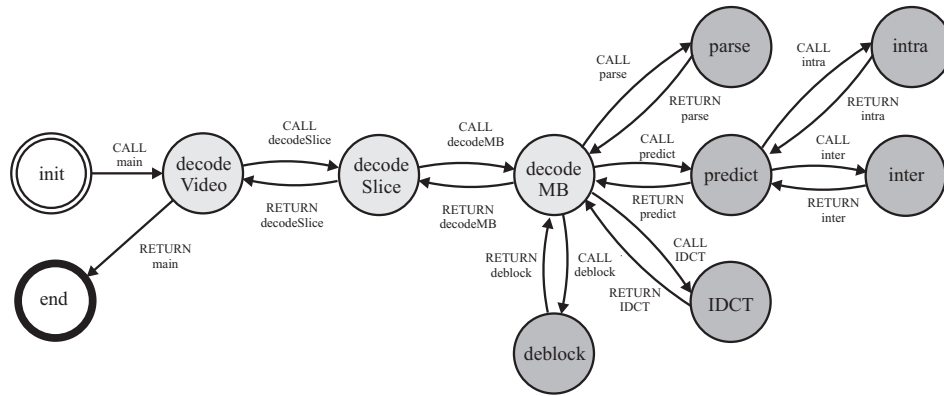 init
CALL
main
decode
Video
RETURN
main
end
CALL
decodeSlice
RETURN
decodeSlice
decode
Slice
CALL
decodeMB
RETURN
decodeMB
decode
MB
CALL
parse
RETURN
parse
parse
CALL
predict
RETURN
predict
predict
CALL
intra
RETURN
intra
intra
CALL
inter
RETURN
inter
inter
CALL
IDCT
RETURN
IDCT
IDCT
RETURN
deblock
CALL
deblock
deblock